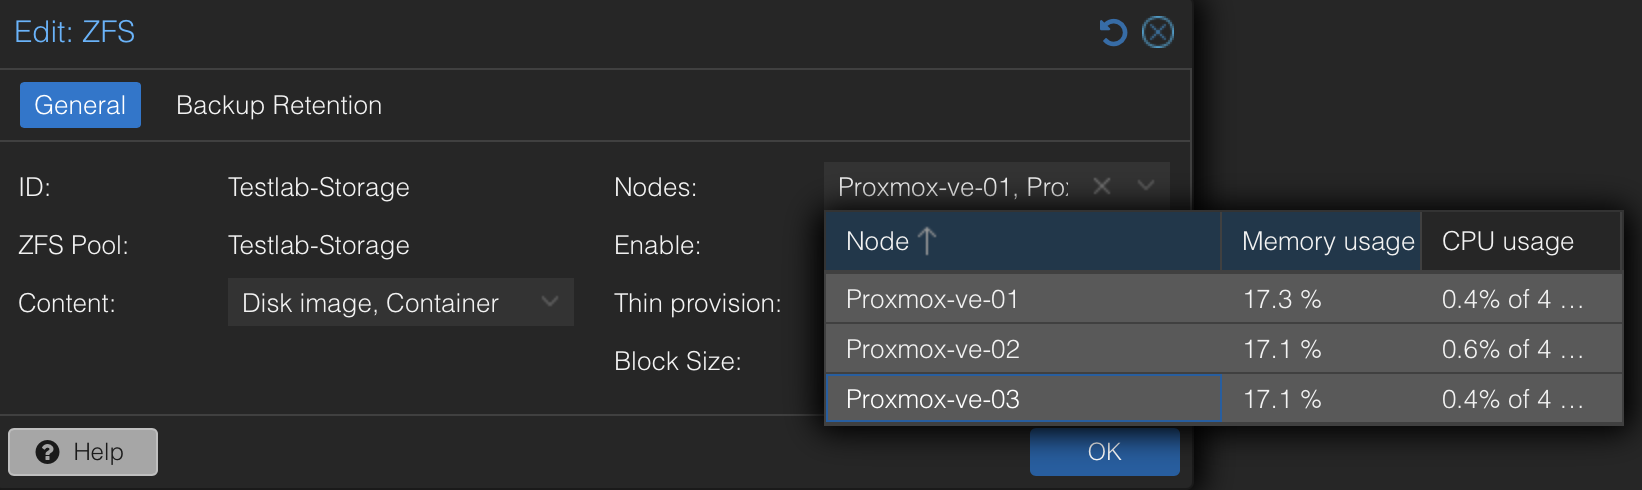 Edit: ZFS
General
Backup Retention
ID:
Testlab-Storage
Nodes:
Proxmox-ve-01, Pro
ZFS Pool:
Testlab-Storage
Enable:
Node
Memory usage
CPU usage
Content:
Disk image, Container
Thin provision:
Proxmox-ve-01
17.3 %
0.4% of 4 ...
Block Size:
Proxmox-ve-02
17.1 %
0.6% of 4 ...
Proxmox-ve-03
17.1 %
0.4% of 4 ...
? Help
OK